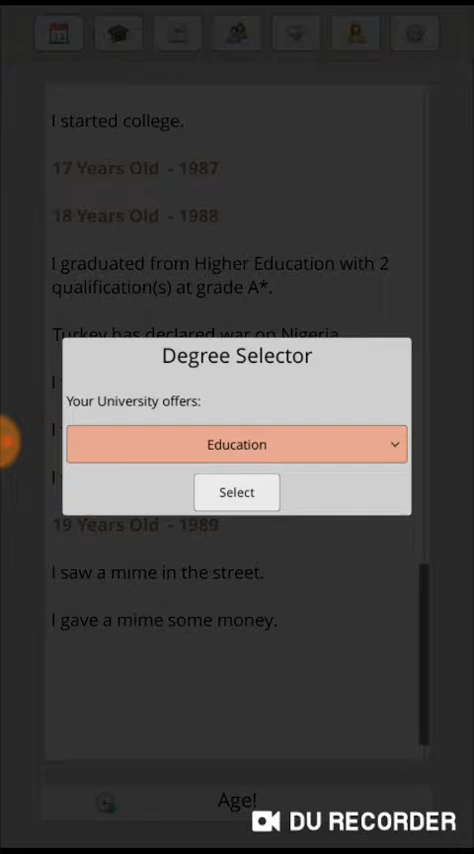 I started college.
17 Years Old - 1987
18 Years Old - 1988
I graduated from Higher Education with 2
qualification(s) at grade A*.
Turkey has declared war on Nigeria.
Degree Selector
I
Your University offers:
I
Education
I
Select
19 Years Old - 1989
I saw a mime in the street.
I gave a mime some money.
Age!
DU RECORDER